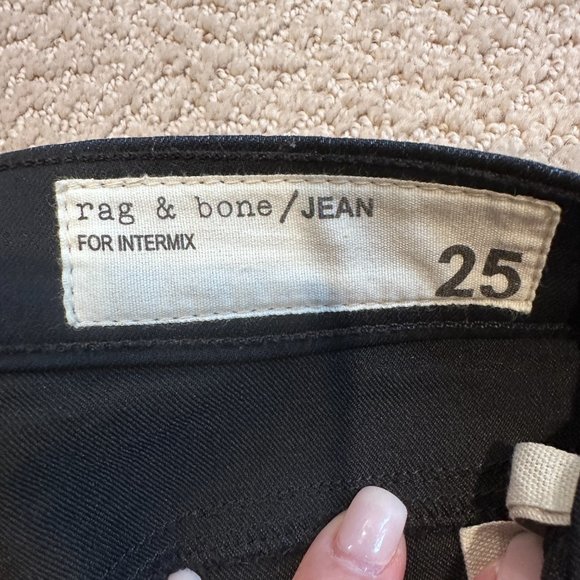 rag & bone/JEAN
FOR INTERMIX
25